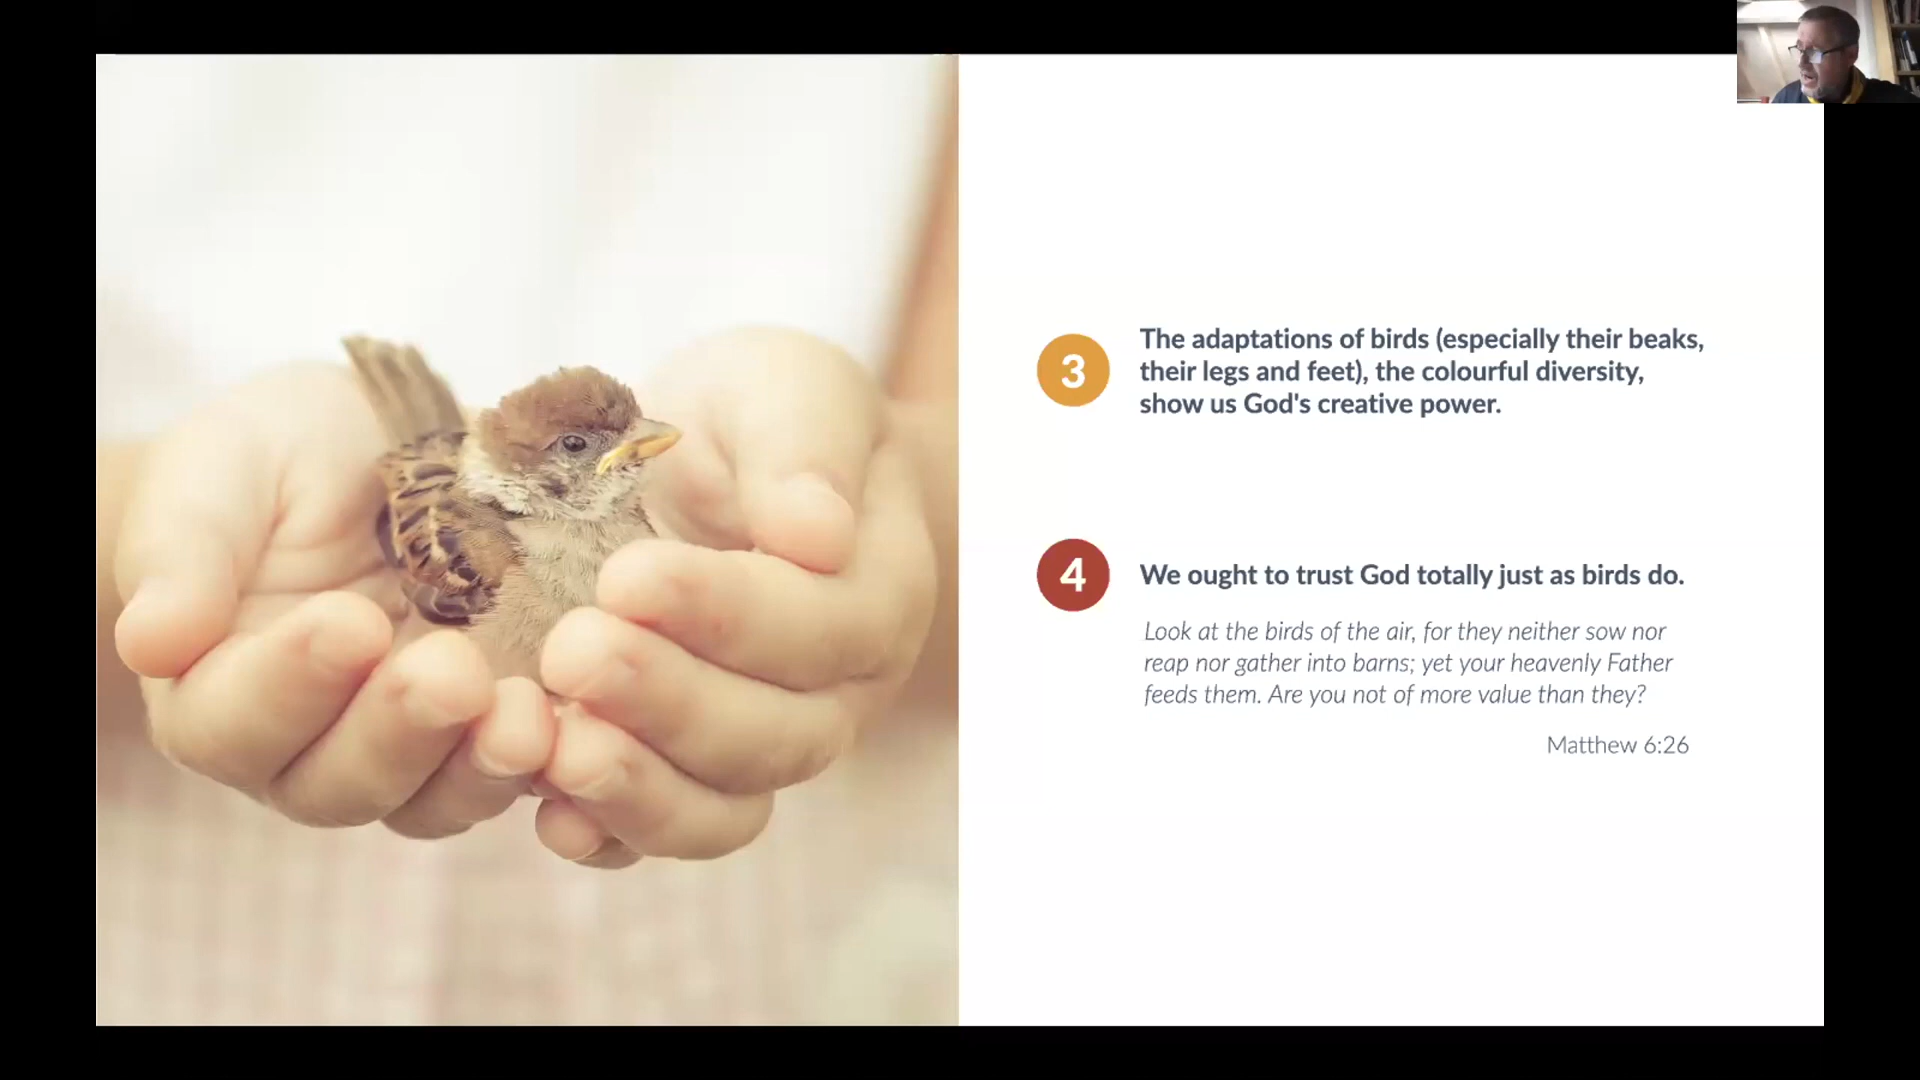 3
The adaptations of birds (especially their beaks,
their legs and feet), the colourful diversity,
show us God's creative power.
4
We ought to trust God totally just as birds do.
Look at the birds of the air, for they neither sow nor
reap nor gather into barns; yet your heavenly Father
feeds them. Are you not of more value than they?
Matthew 6:26